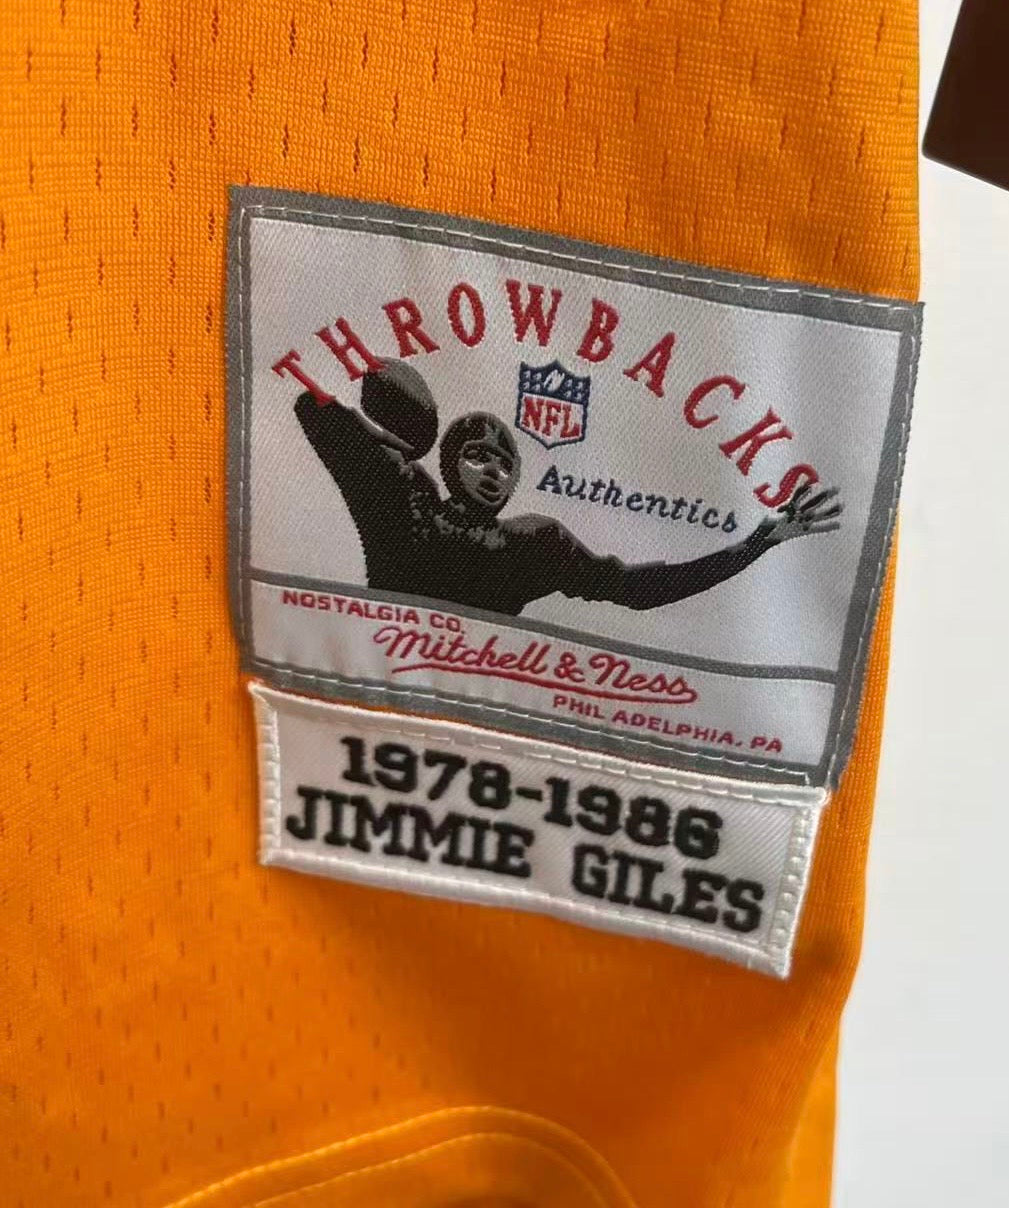 THROWBACKS
NFL
Authentics
NOSTALGIA CO.
Mitchell & Ness
PHILADELPHIA, PA
1978-1986
JIMMIE GILES